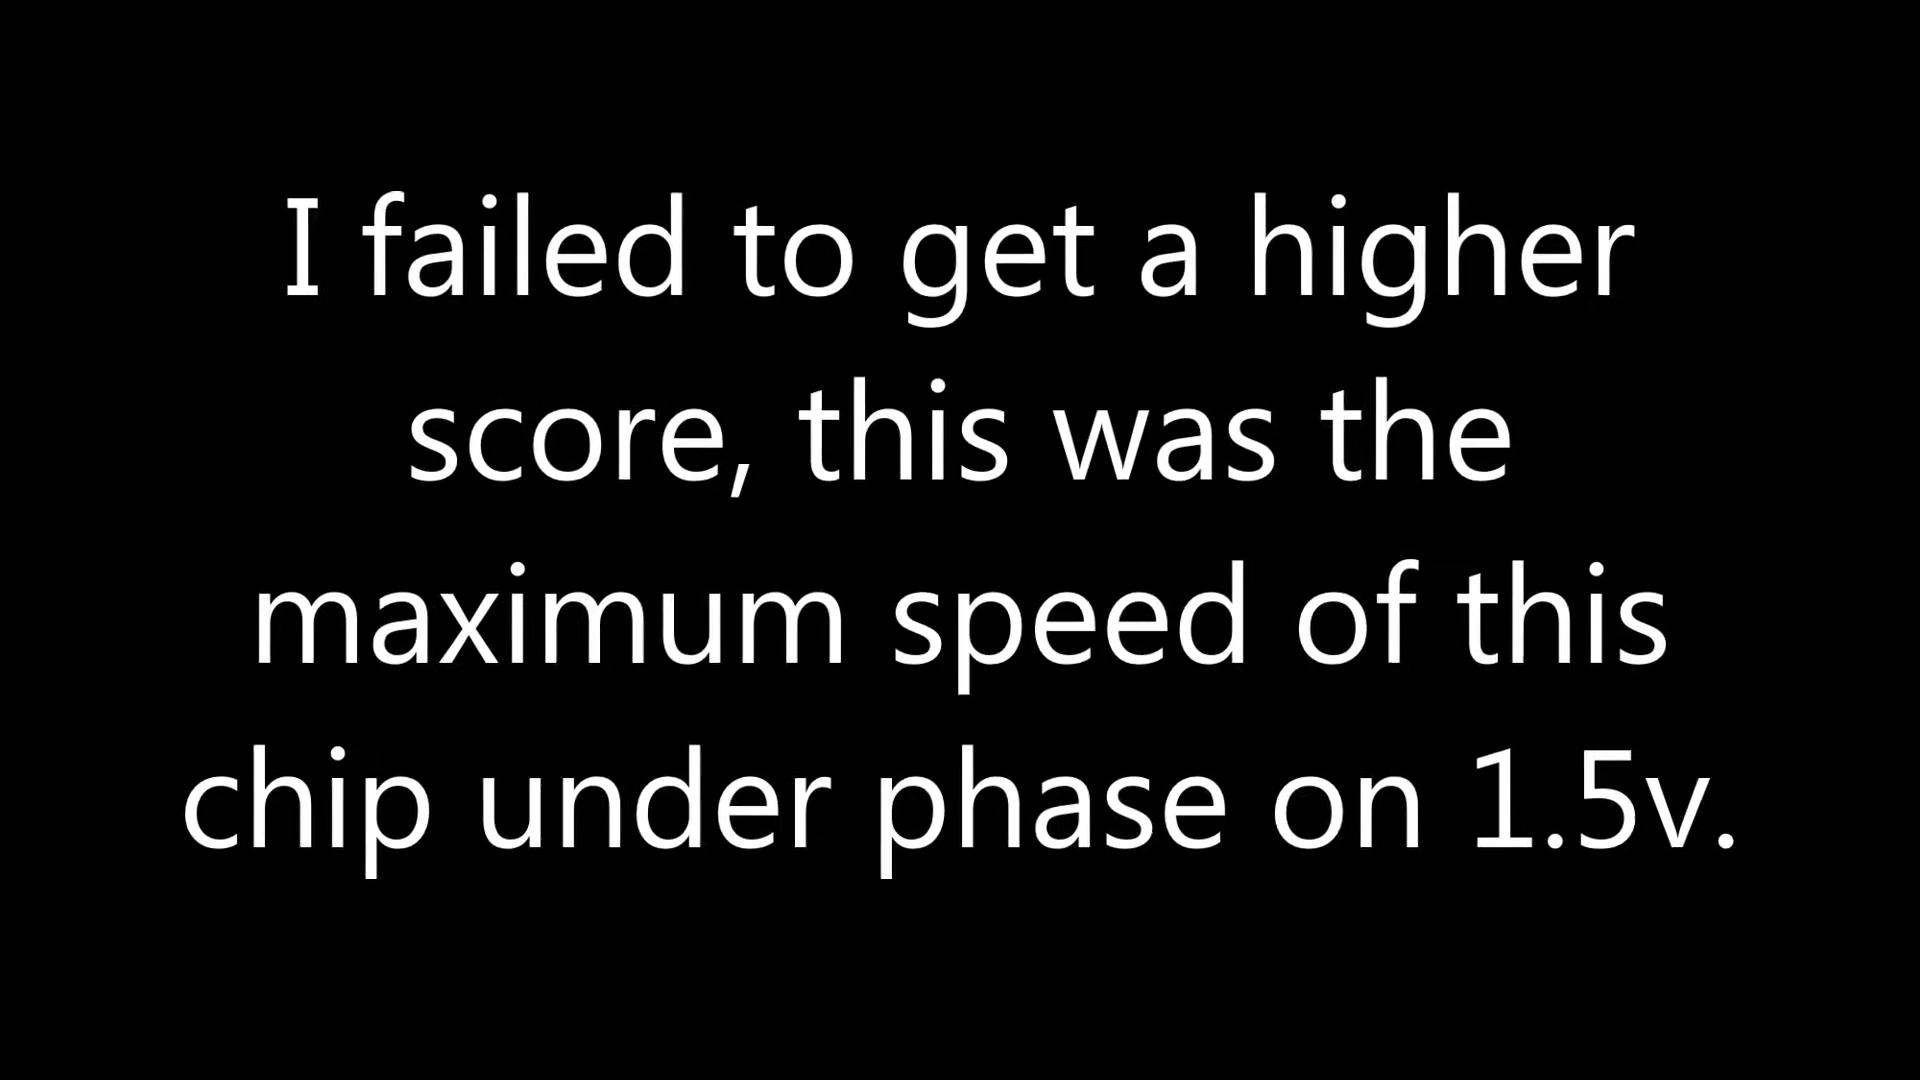 I failed to get a higher
score, this was the
maximum speed of this
chip under phase on 1.5v.